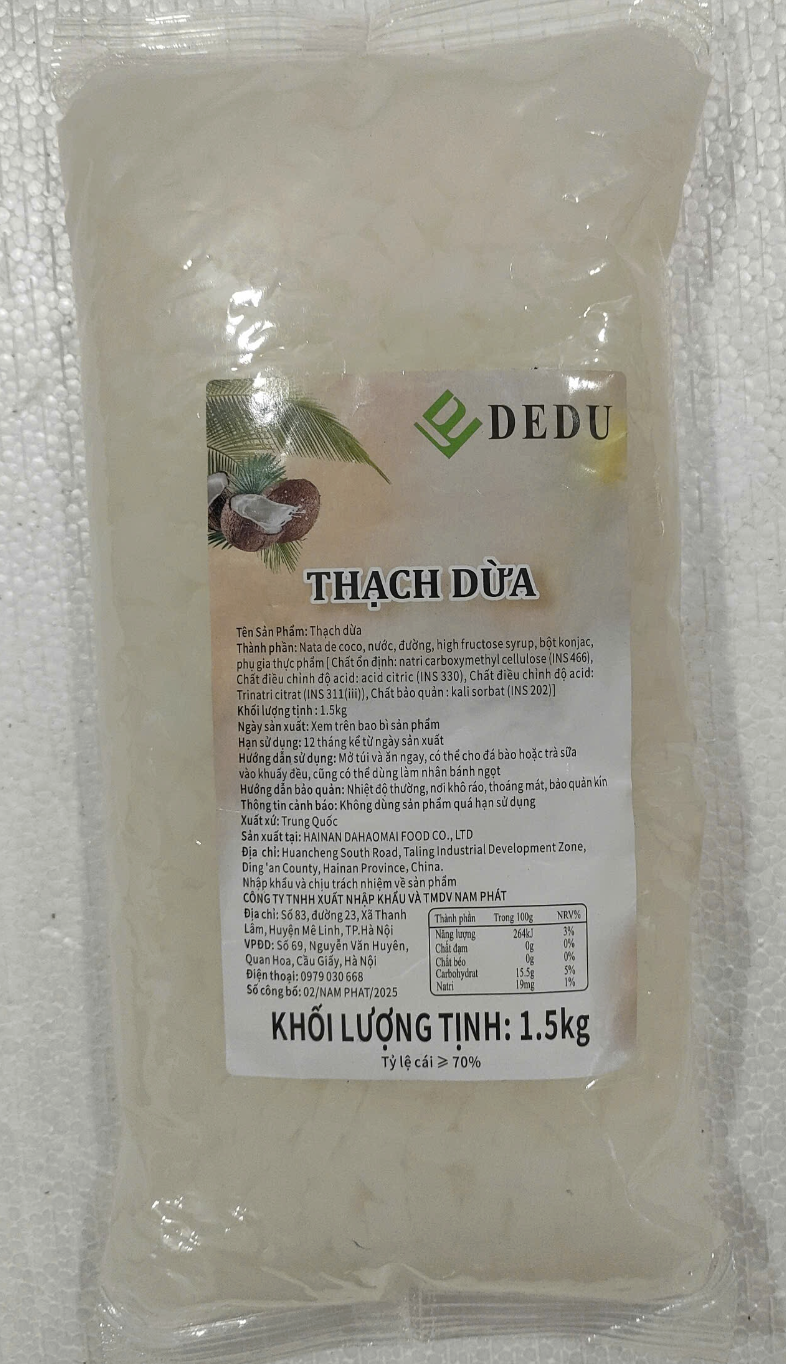 DEDU
THẠCH DỪA
Tên Sản Phẩm: Thạch dừa
Thành phần: Nata de coco, nước, đường, high fructose syrup, bột konjac,
phụ gia thực phẩm [ Chất ổn định: natri carboxymethyl cellulose (INS 466),
Chất điều chỉnh độ acid: acid citric (INS 330), Chất điều chỉnh độ acid:
Trinatri citrat (INS 311(iii)), Chất bảo quản : kali sorbat (INS 202)]
Khối lượng tịnh : 1.5kg
Ngày sản xuất: Xem trên bao bì sản phẩm
Hạn sử dụng: 12 tháng kể từ ngày sản xuất
Hướng dẫn sử dụng: Mở túi và ăn ngay, có thể cho đá bào hoặc trà sữa
vào khuấy đều, cũng có thể dùng làm nhân bánh ngọt
Hướng dẫn bảo quản: Nhiệt độ thường, nơi khô ráo, thoáng mát, bảo quản kín
Thông tin cảnh báo: Không dùng sản phẩm quá hạn sử dụng
Xuất xứ: Trung Quốc
Sản xuất tại: HAINAN DAHAOMAI FOOD CO., LTD
Địa chỉ: Huancheng South Road, Taling Industrial Development Zone,
Ding'an County, Hainan Province, China.
Nhập khẩu và chịu trách nhiệm về sản phẩm
CÔNG TY TNHH XUẤT NHẬP KHẨU VÀ TMDV NAM PHÁT
Địa chỉ: Số 83, đường 23, Xã Thanh
Lâm, Huyện Mê Linh, TP.Hà Nội
VPĐD: Số 69, Nguyễn Văn Huyên,
Quan Hoa, Cầu Giấy, Hà Nội
Điện thoại: 0979 030 668
Số công bố: 02/NAM PHAT/2025
Thành phần Trong 100g NRV%
Năng lượng 264kJ 3%
Chất đạm 0g 0%
Chất béo 0g 0%
Carbohydrat 15.5g 5%
Natri 19mg 1%
KHỐI LƯỢNG TỊNH: 1.5kg
Tỷ lệ cái ⩾ 70%